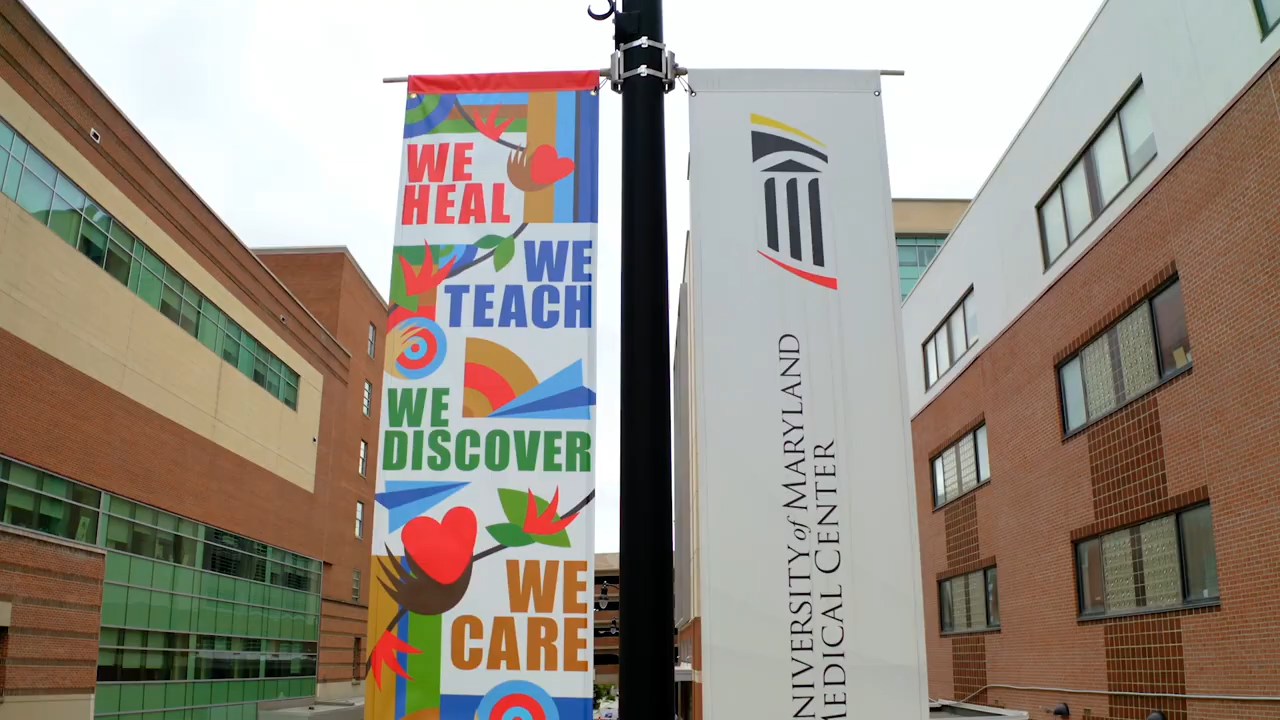 WE
HEAL
WE
TEACH
WE
DISCOVER
WE
CARE
UNIVERSITY of MARYLAND
MEDICAL CENTER